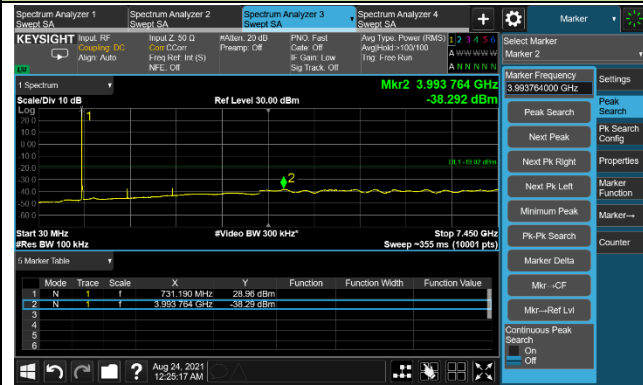 Spectrum Analyzer 1
Swept SA
Spectrum Analyzer 2
Swept SA
Spectrum Analyzer 3
Swept SA
Spectrum Analyzer 4
Swept SA
+
Marker
KEYSIGHT
Input: RF
Coupling: DC
Align: Auto
Input Z: 50 Ω
Corr CCorr
Freq Ref: Int (S)
NFE: Off
#Atten: 20 dB
Preamp: Off
PNO: Fast
Gate: Off
IF Gain: Low
Sig Track: Off
Avg Type: Power (RMS)
Avg|Hold:>100/100
Trig: Free Run
1 2 3 4 5 6
A W W W W W
A N N N N N
Select Marker
Marker 2
Marker Frequency
3.993764000 GHz
Settings
Peak Search
Next Peak
Next Pk Right
Next Pk Left
Minimum Peak
Pk-Pk Search
Marker Delta
Mkr→CF
Mkr→Ref Lvl
Continuous Peak
Search
On
Off
Peak
Search
Pk Search
Config
Properties
Marker
Function
Marker→
Counter
1 Spectrum
Mkr2 3.993 764 GHz
-38.292 dBm
Scale/Div 10 dB
Ref Level 30.00 dBm
Log
20.0
10.0
0.00
-10.0
-20.0
-30.0
-40.0
-50.0
-60.0
1
2
DL1 -19.02 dBm
Start 30 MHz
#Res BW 100 kHz
#Video BW 300 kHz*
Stop 7.450 GHz
Sweep ~355 ms (10001 pts)
5 Marker Table
Mode Trace Scale X Y Function Function Width Function Value
1 N 1 f 731.190 MHz 28.96 dBm
2 N 1 f 3.993 764 GHz -38.29 dBm
3
4
5
6
?
Aug 24, 2021
12:25:17 AM